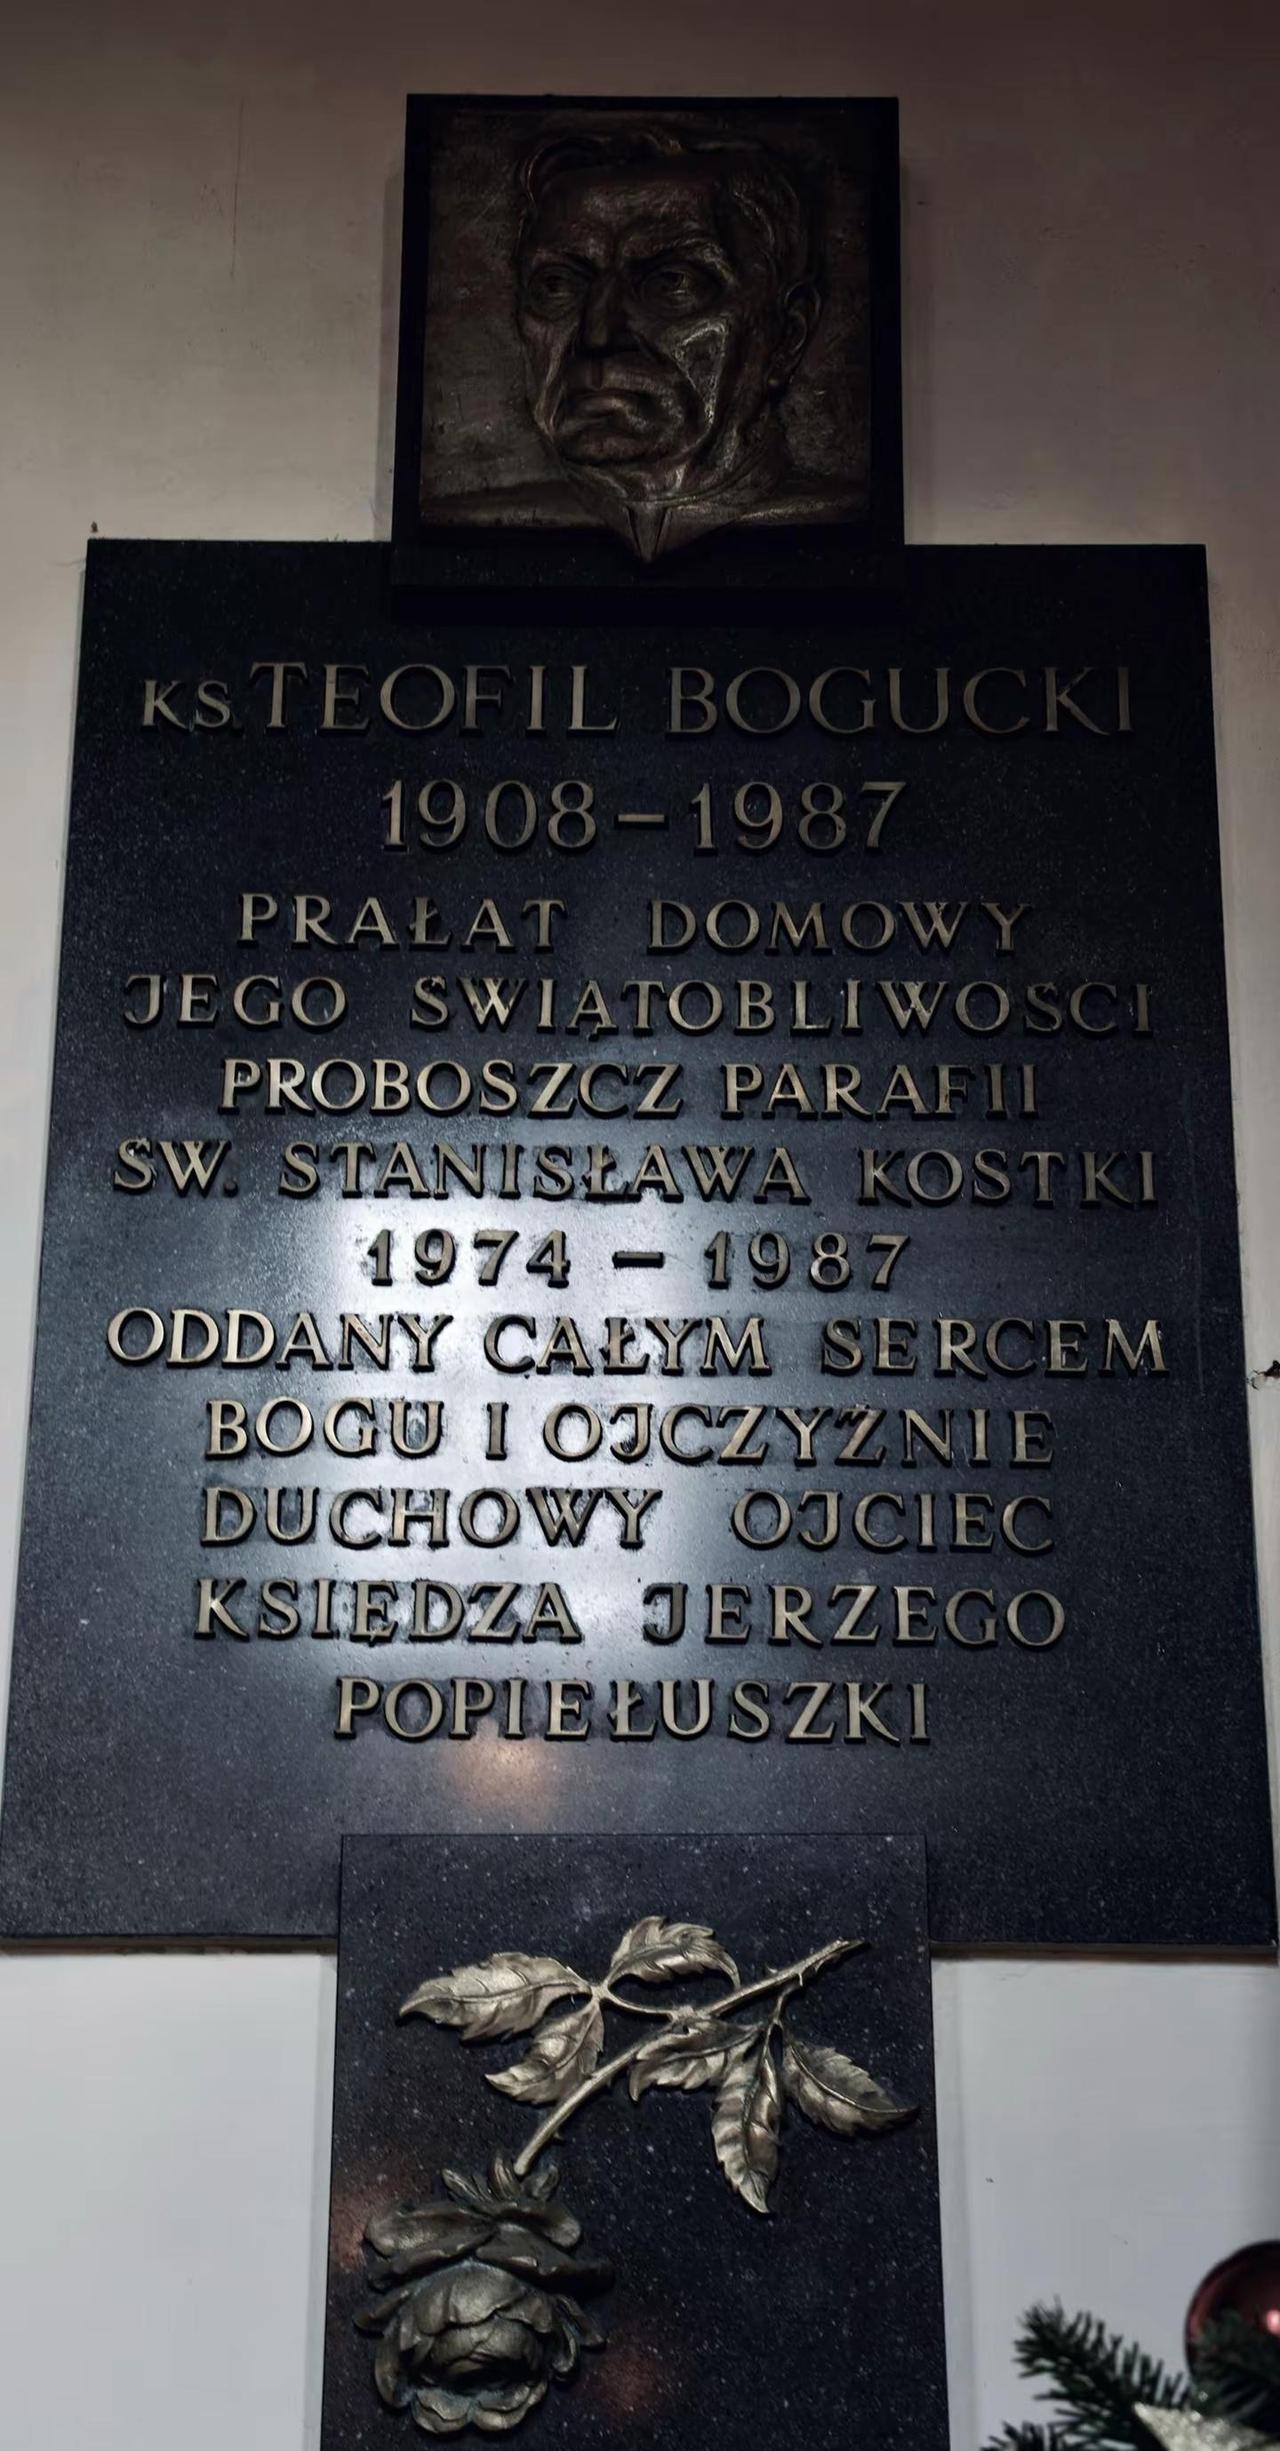 KS. TEOFIL BOGUCKI
1908 – 1987
PRAŁAT DOMOWY
JEGO ŚWIĄTOBLIWOŚCI
PROBOSZCZ PARAFII
ŚW. STANISŁAWA KOSTKI
1974 – 1987
ODDANY CAŁYM SERCEM
BOGU I OJCZYŹNIE
DUCHOWY OJCIEC
KSIĘDZA JERZEGO
POPIEŁUSZKI